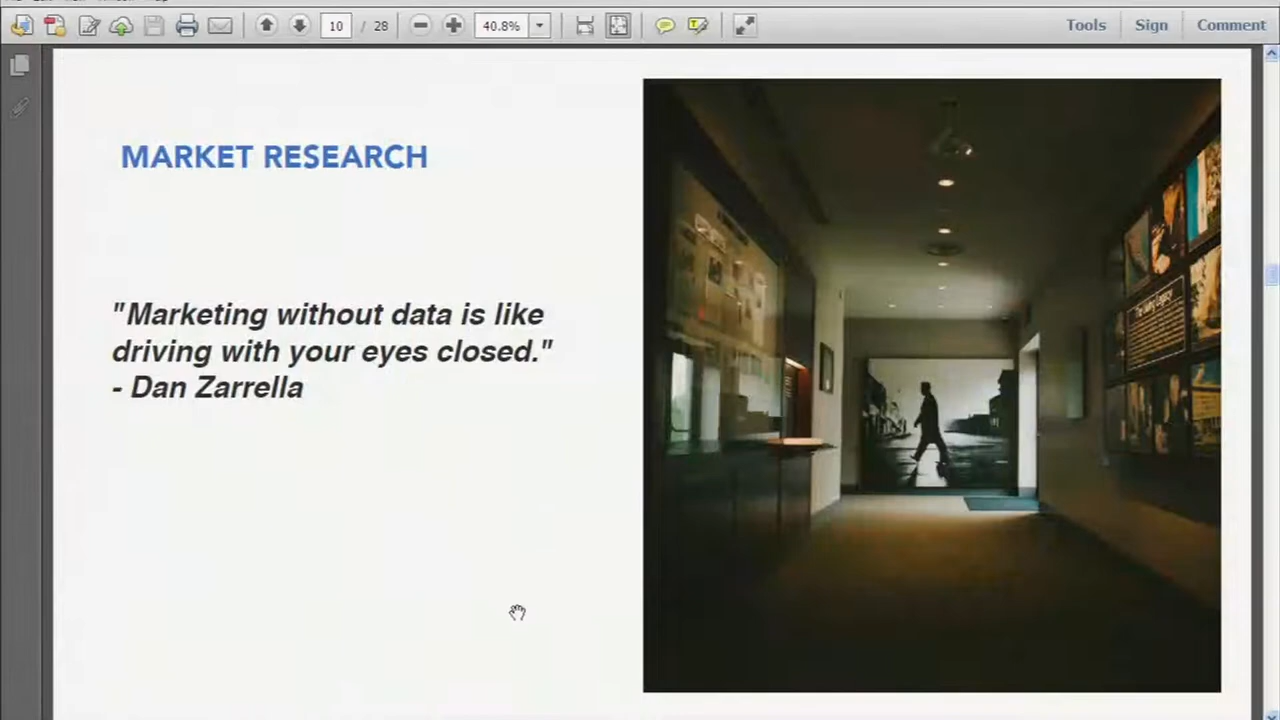 10 / 28
40.8%
Tools
Sign
Comment
MARKET RESEARCH
"Marketing without data is like
driving with your eyes closed."
- Dan Zarrella